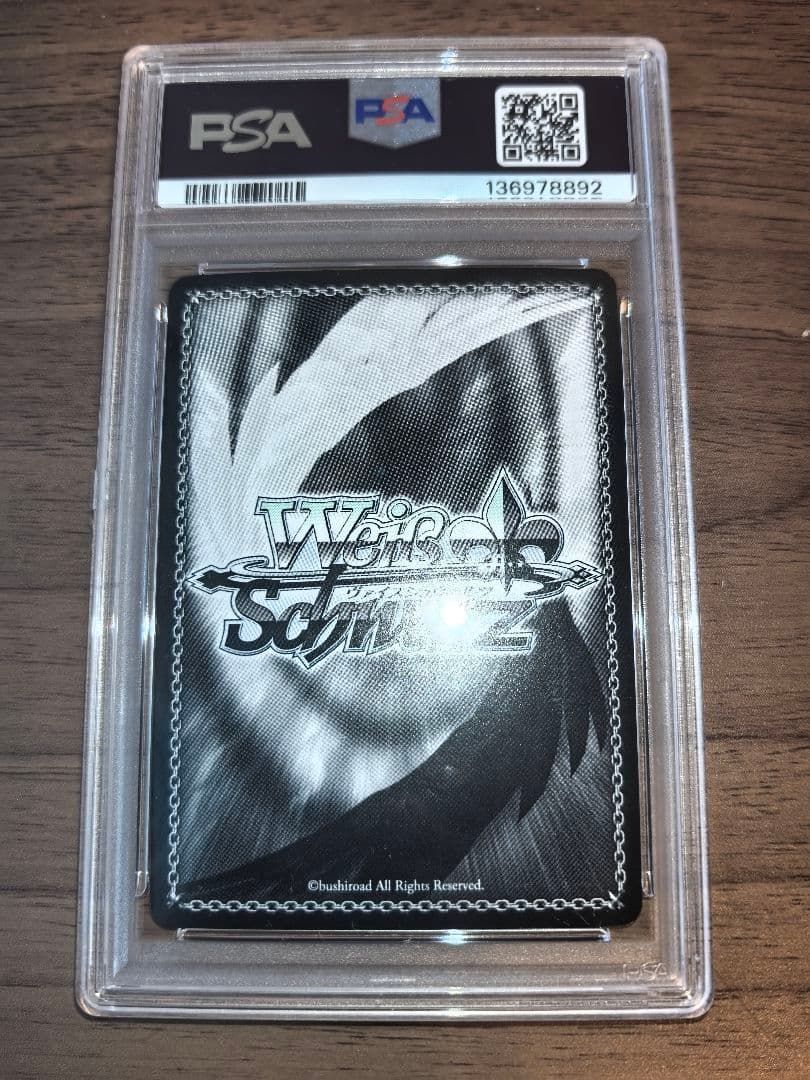 PSA
PSA
136978892
Weiß
ヴァイスシュヴァルツ
Schwarz
©bushiroad All Rights Reserved.
PSA